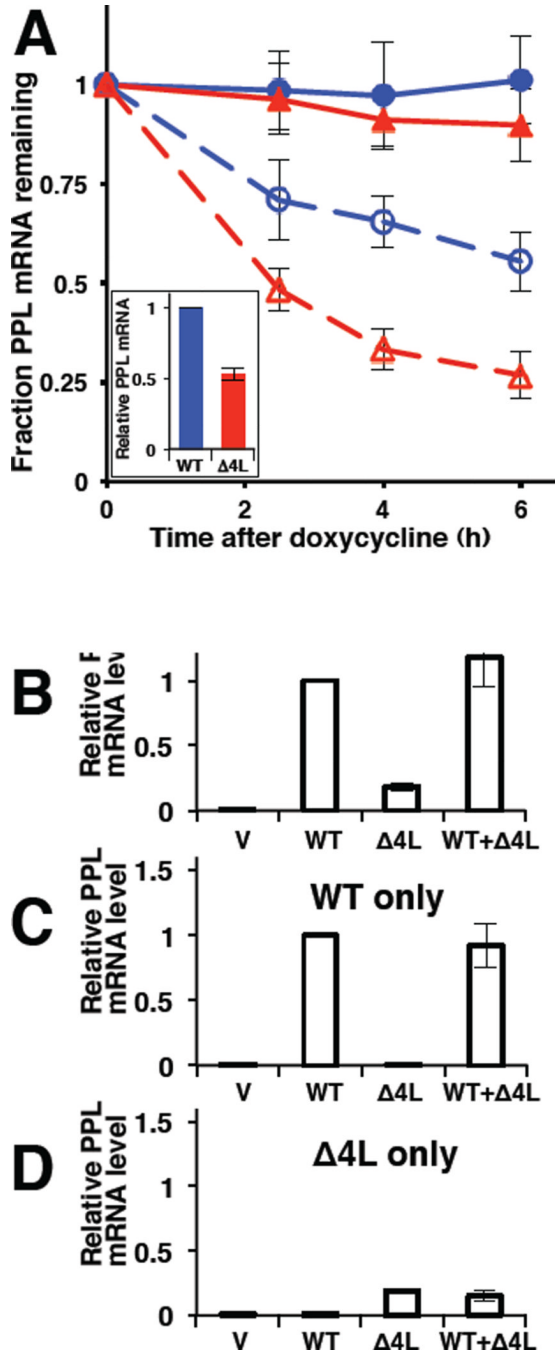 A
Fraction PPL mRNA remaining
1
0.75
0.5
0.25
0
Relative PPL mRNA
1
0.5
0
WT Δ4L
0 2 4 6
Time after doxycycline (h)
B
Relative
mRNA lev
1
0.5
0
V WT Δ4L WT+Δ4L
C
Relative PPL
mRNA level
WT only
1.5
1
0.5
0
V WT Δ4L WT+Δ4L
D
Relative PPL
mRNA level
Δ4L only
1.5
1
0.5
0
V WT Δ4L WT+Δ4L